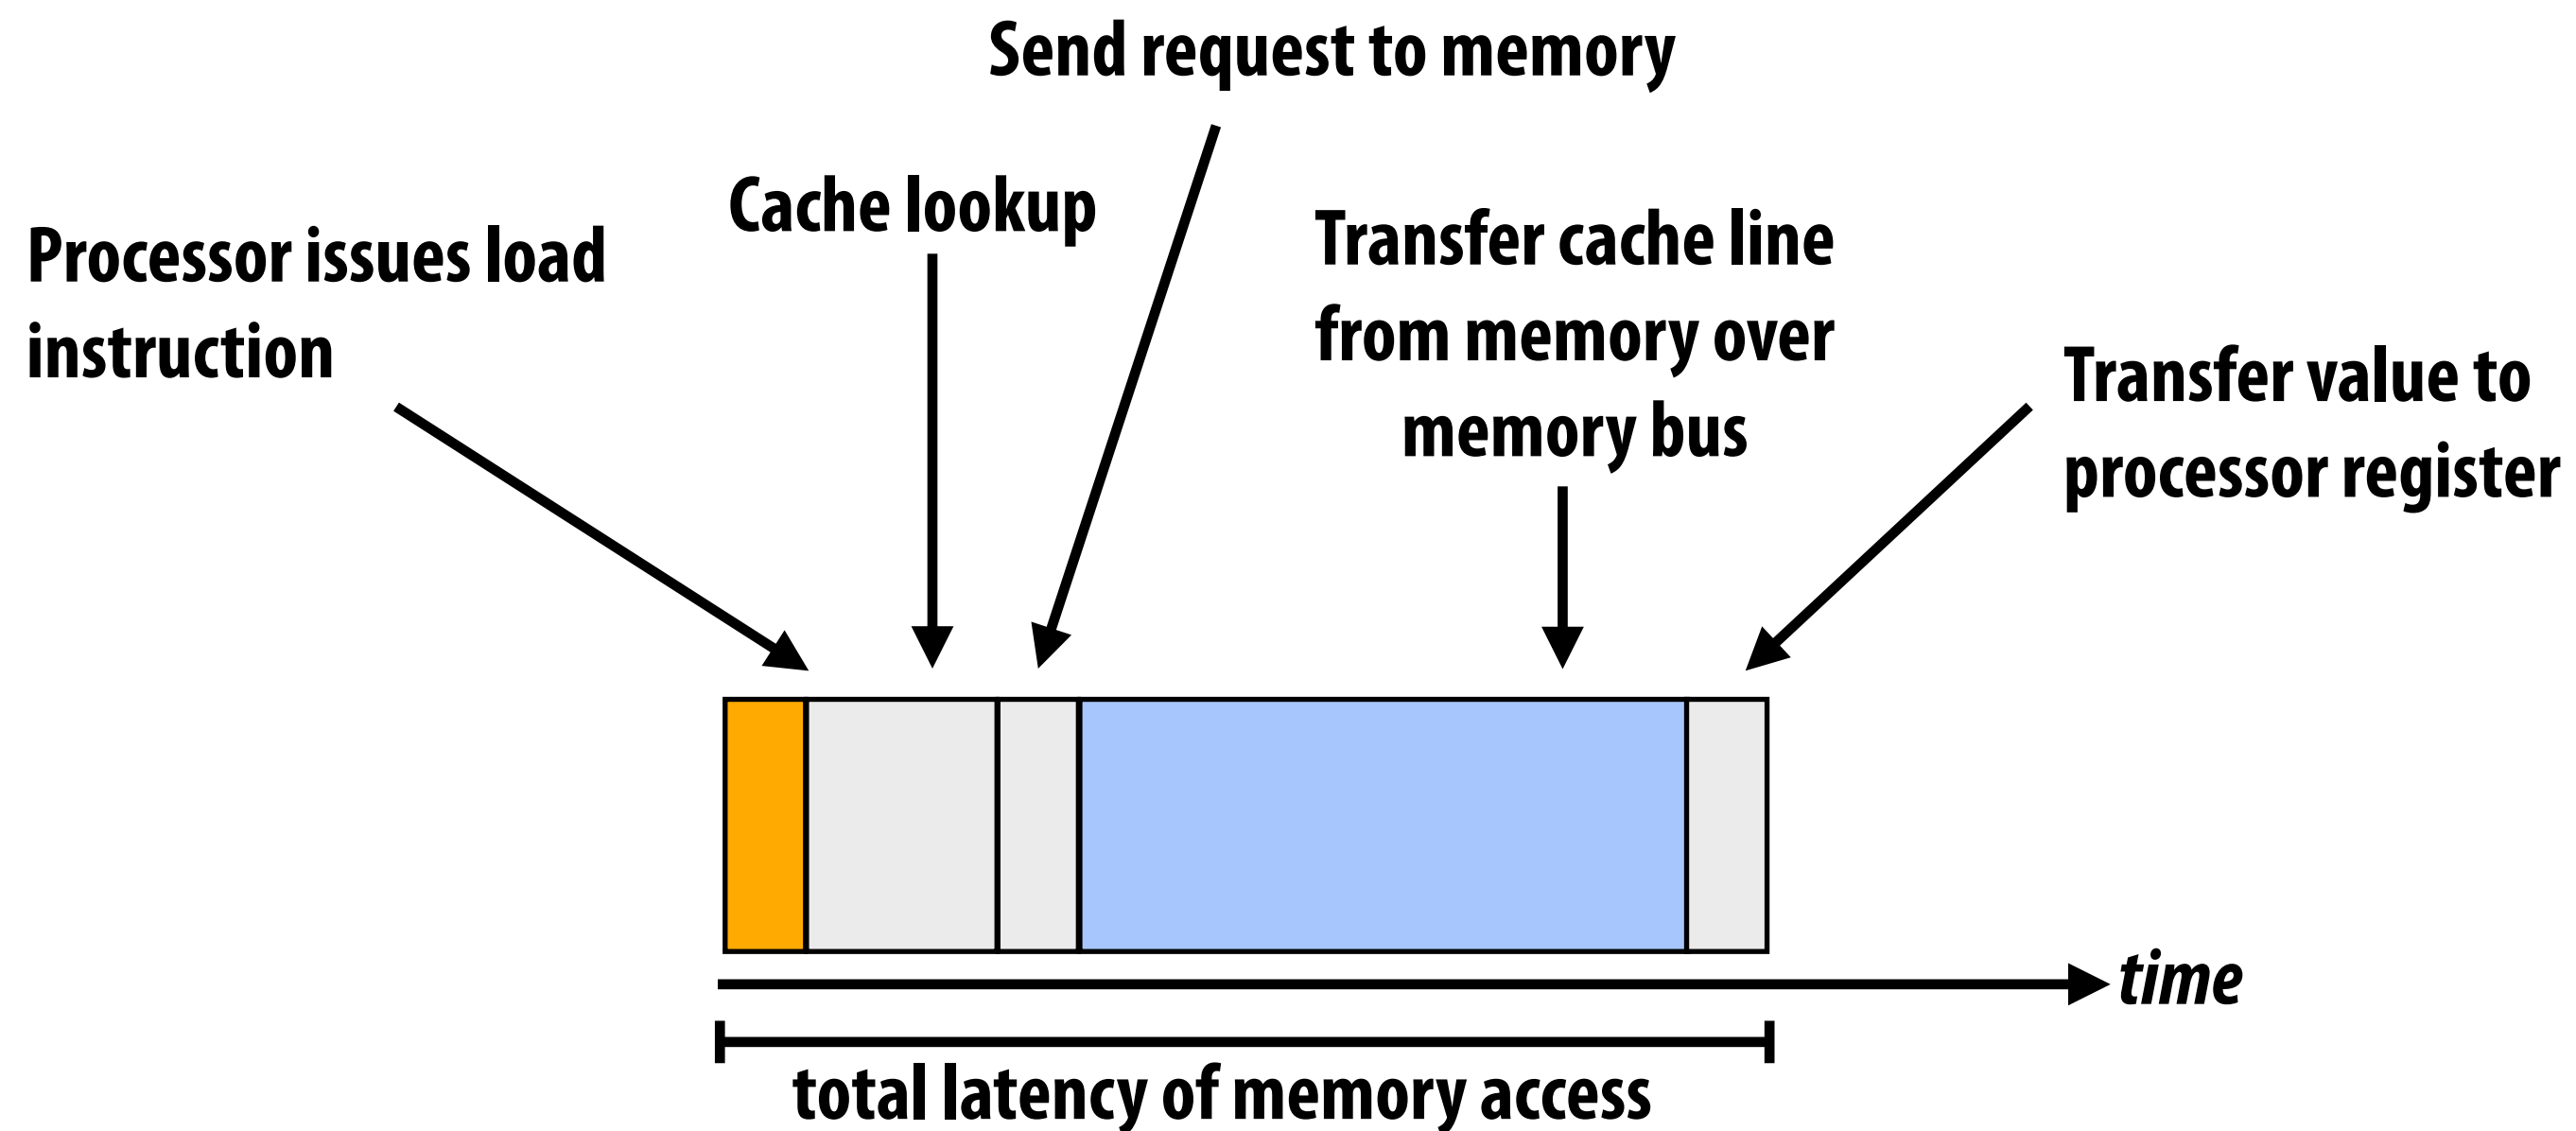 Send request to memory
Cache lookup
Processor issues load
instruction
Transfer cache line
from memory over
memory bus
Transfer value to
processor register
time
total latency of memory access